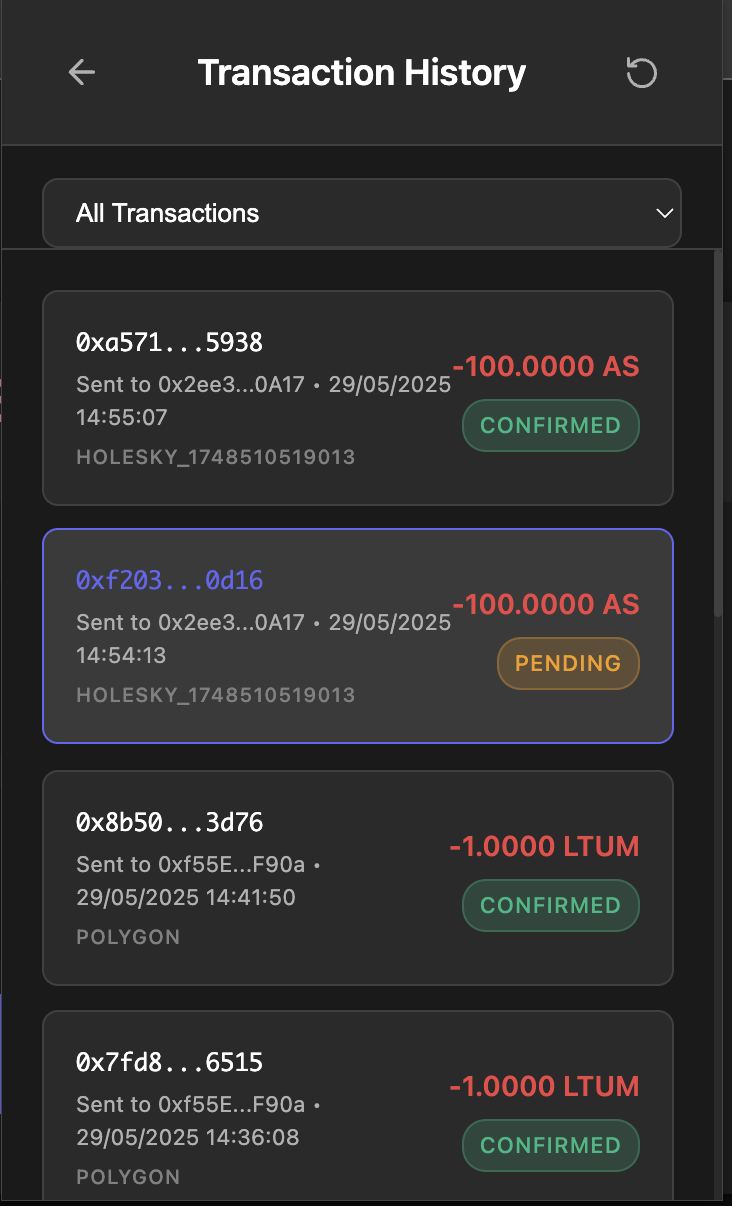 Transaction History
All Transactions
0xa571...5938
Sent to 0x2ee3...0A17 • 29/05/2025
14:55:07
HOLESKY_1748510519013
-100.0000 AS
CONFIRMED
0xf203...0d16
Sent to 0x2ee3...0A17 • 29/05/2025
14:54:13
HOLESKY_1748510519013
-100.0000 AS
PENDING
0x8b50...3d76
Sent to 0xf55E...F90a •
29/05/2025 14:41:50
POLYGON
-1.0000 LTUM
CONFIRMED
0x7fd8...6515
Sent to 0xf55E...F90a •
29/05/2025 14:36:08
POLYGON
-1.0000 LTUM
CONFIRMED